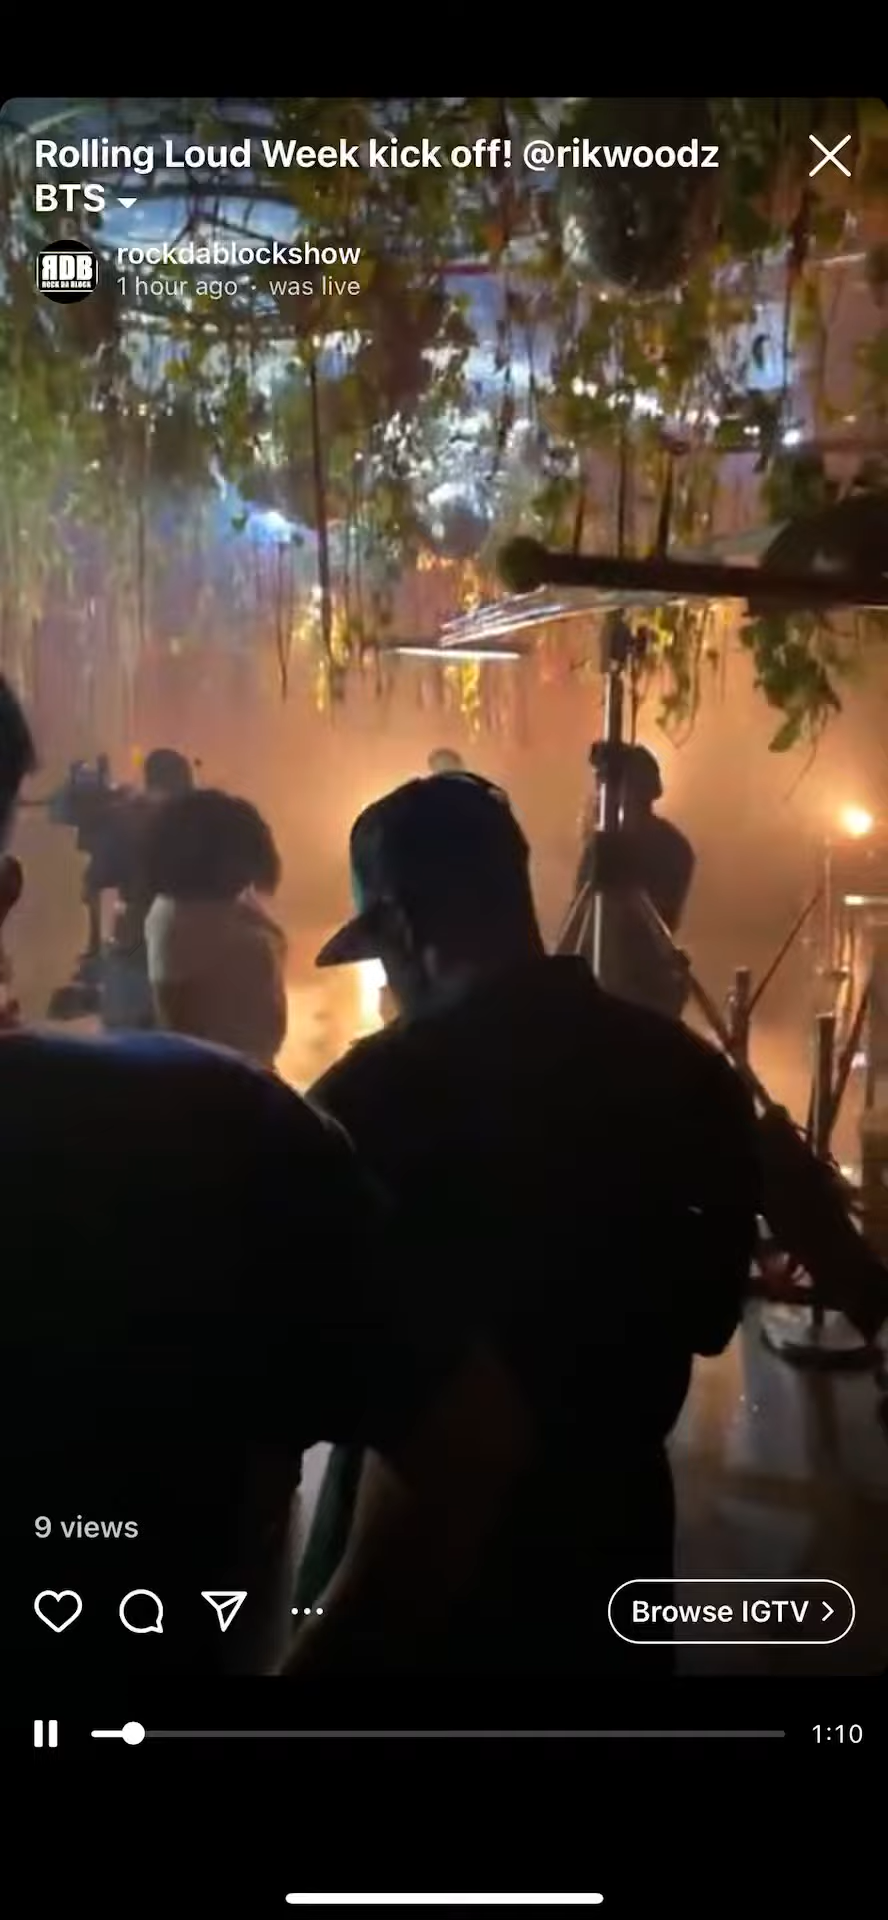 Rolling Loud Week kick off! @rikwoodz
BTS
rockdablockshow
RDB
ROCK DA BLOCK
1 hour ago · was live
9 views
Browse IGTV
1:10